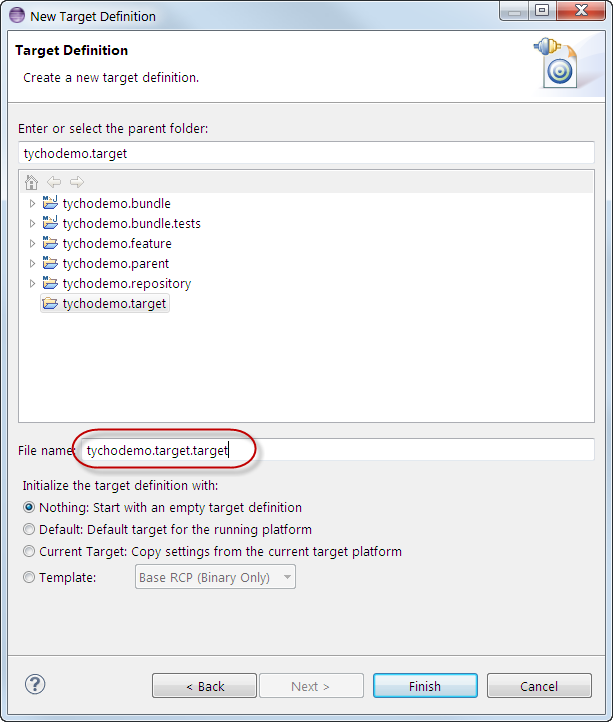 New Target Definition
Target Definition
Create a new target definition.
Enter or select the parent folder:
tychodemo.target
tychodemo.bundle
tychodemo.bundle.tests
tychodemo.feature
tychodemo.parent
tychodemo.repository
tychodemo.target
File name: tychodemo.target.target
Initialize the target definition with:
Nothing: Start with an empty target definition
Default: Default target for the running platform
Current Target: Copy settings from the current target platform
Template: Base RCP (Binary Only)
? < Back Next > Finish Cancel